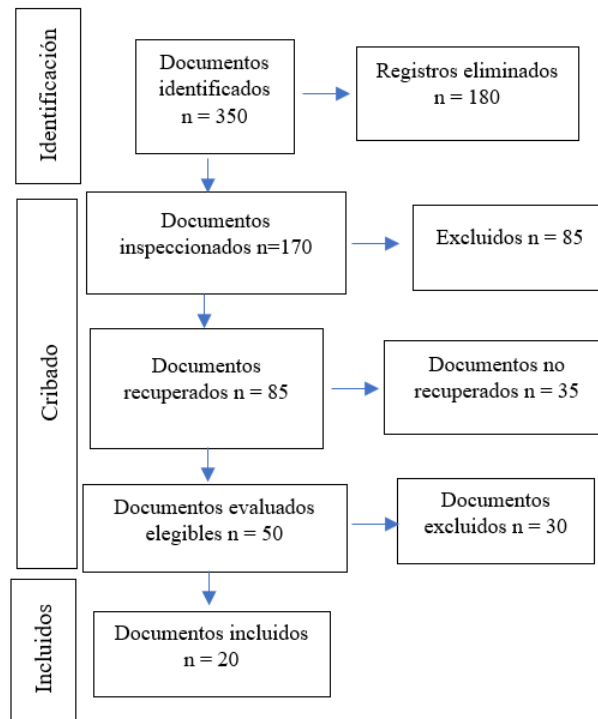 Identificación
Documentos
identificados
n = 350
Registros eliminados
n = 180
Cribado
Documentos
inspeccionados n=170
Excluidos n = 85
Documentos
recuperados n = 85
Documentos no
recuperados n = 35
Documentos evaluados
elegibles n = 50
Documentos
excluidos n = 30
Incluidos
Documentos incluidos
n = 20